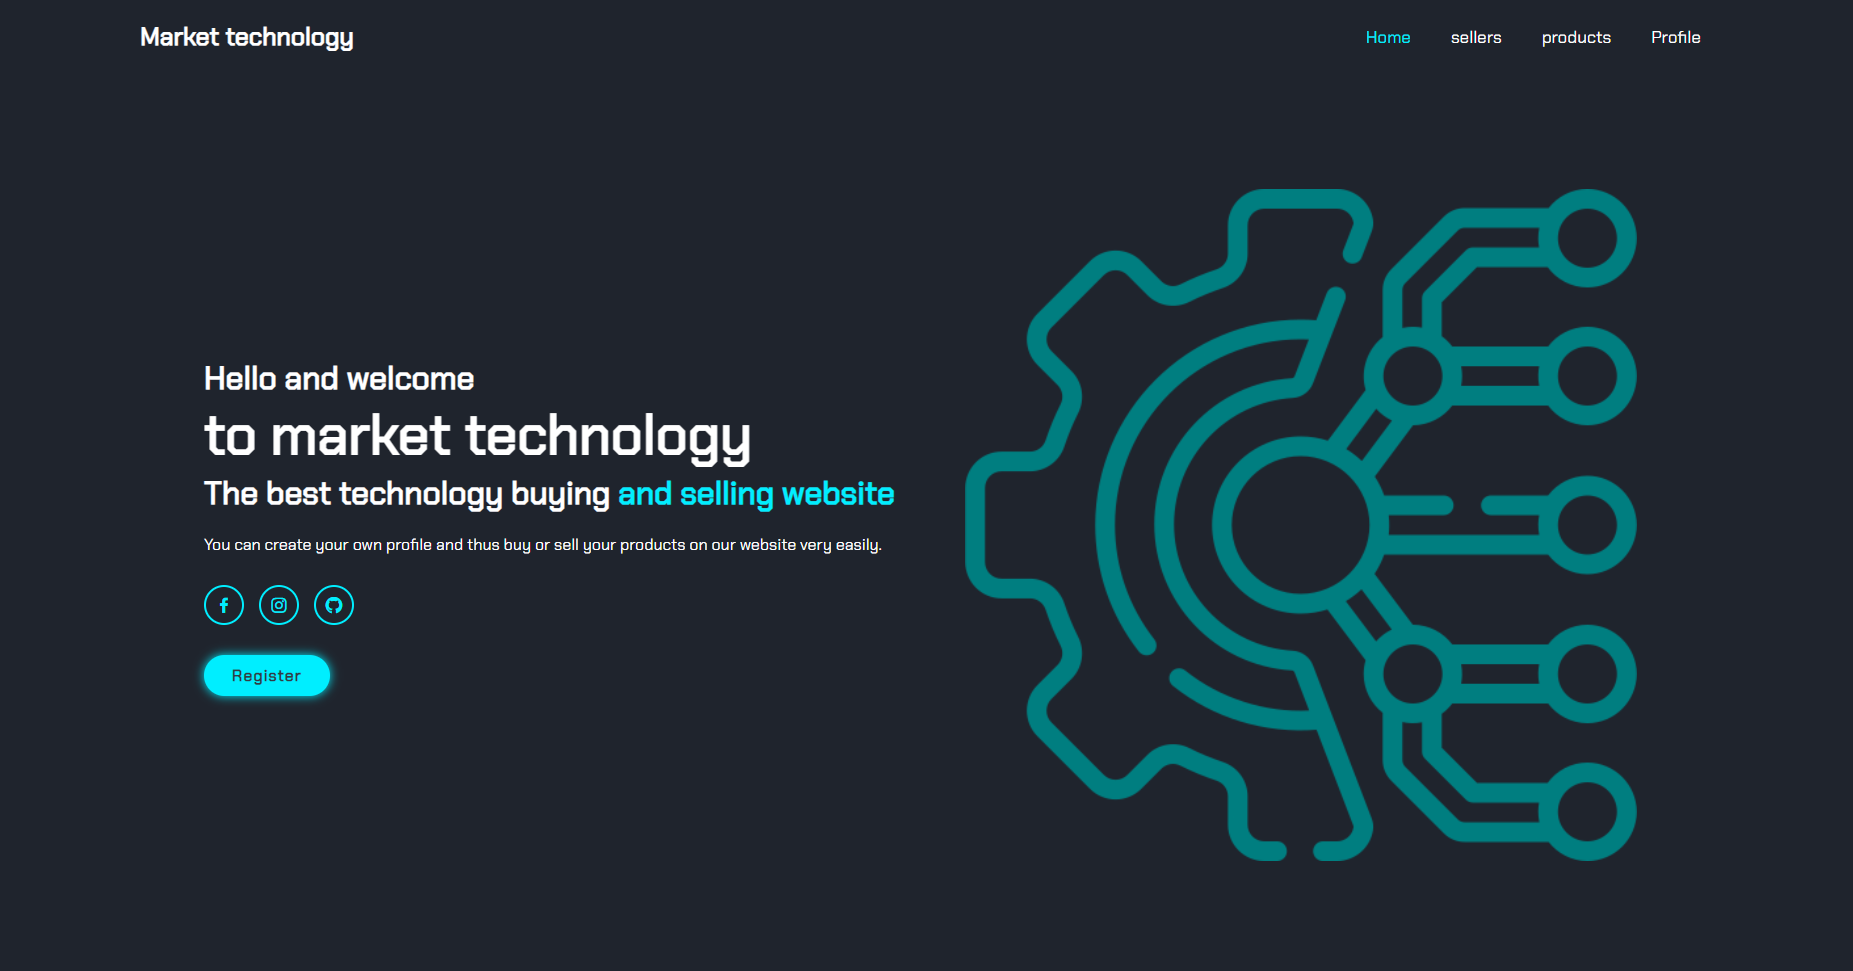 Market technology
Home sellers products Profile
Hello and welcome
to market technology
The best technology buying and selling website
You can create your own profile and thus buy or sell your products on our website very easily.
Register